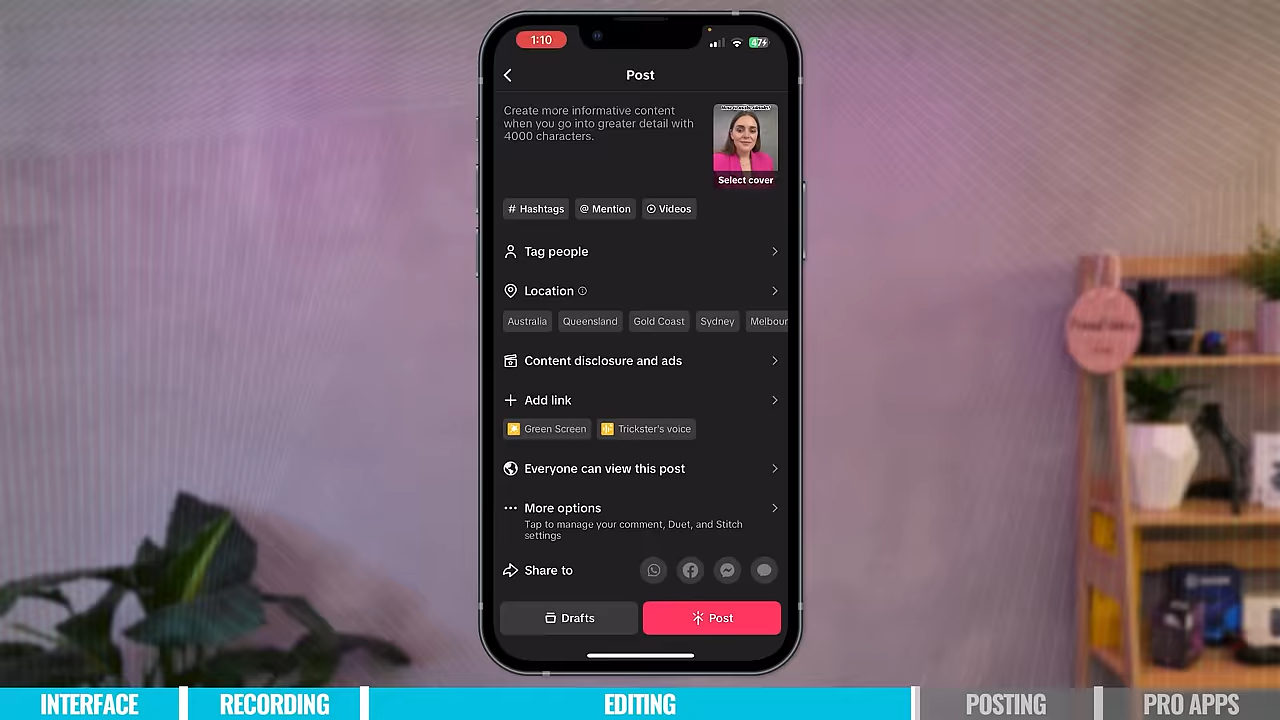 1:10
47
Post
Create more informative content
when you go into greater detail with
4000 characters.
Select cover
# Hashtags
@ Mention
Videos
Tag people
Location
Australia
Queensland
Gold Coast
Sydney
Melbour
Content disclosure and ads
+ Add link
Green Screen
Trickster's voice
Everyone can view this post
More options
Tap to manage your comment, Duet, and Stitch
settings
Share to
Drafts
Post
INTERFACE
RECORDING
EDITING
POSTING
PRO APPS